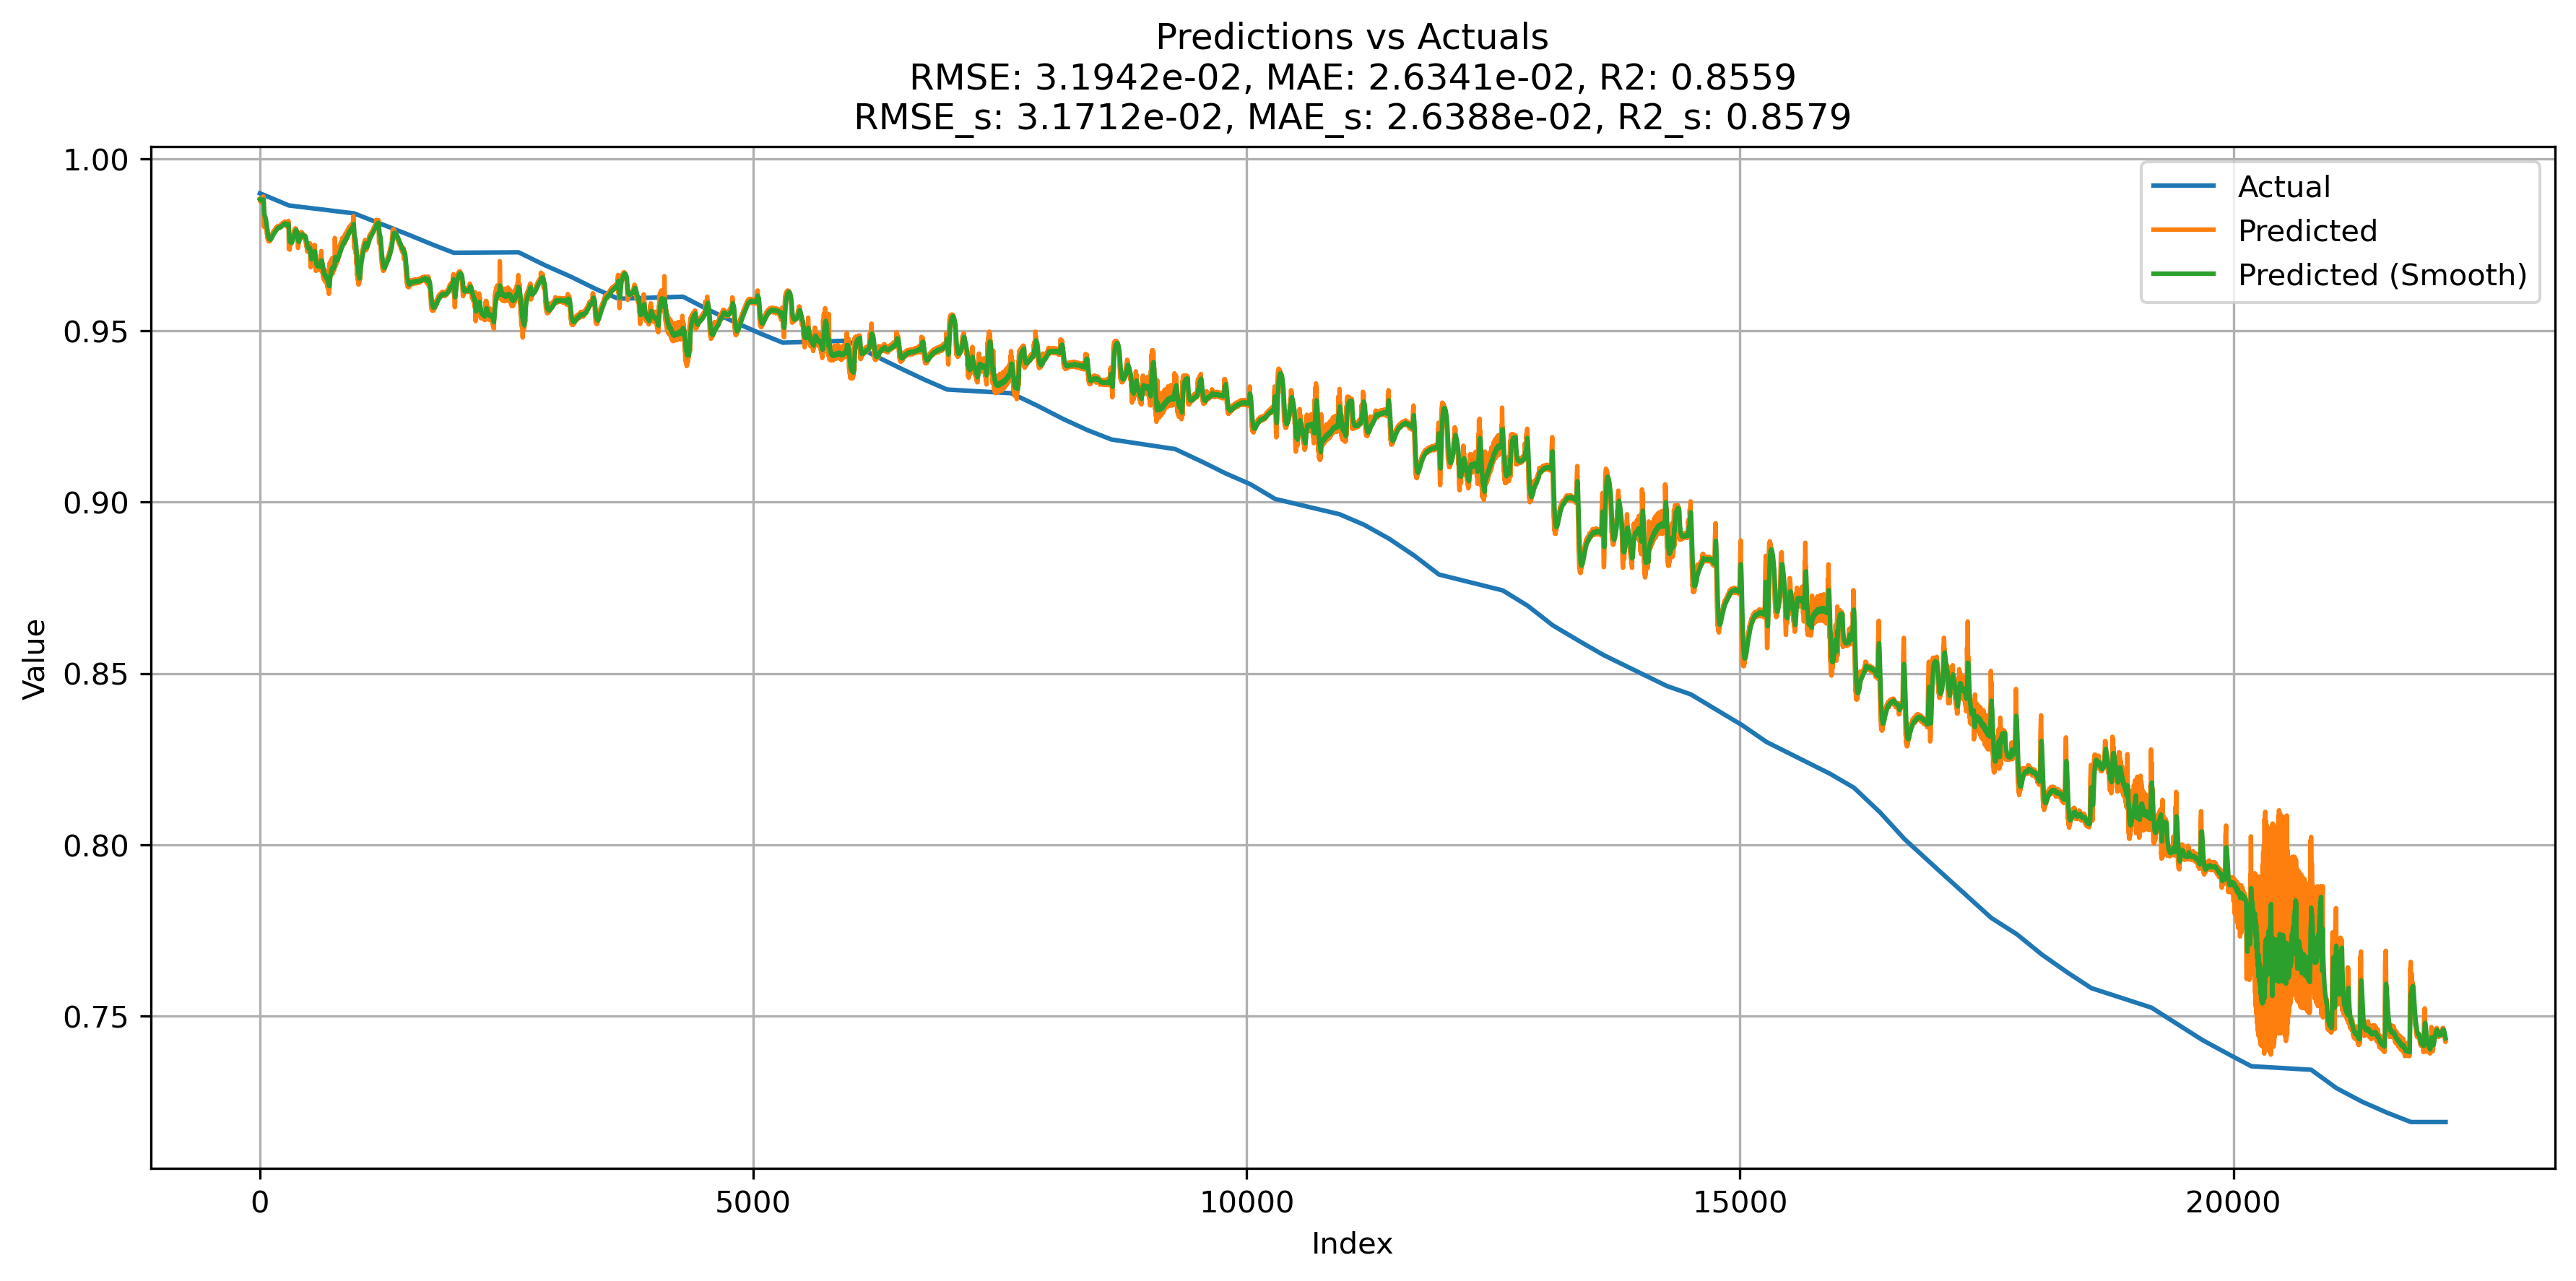 Predictions vs Actuals
RMSE: 3.1942e-02, MAE: 2.6341e-02, R2: 0.8559
RMSE_s: 3.1712e-02, MAE_s: 2.6388e-02, R2_s: 0.8579
Actual
Predicted
Predicted (Smooth)
Value
1.00
0.95
0.90
0.85
0.80
0.75
0
5000
10000
15000
20000
Index